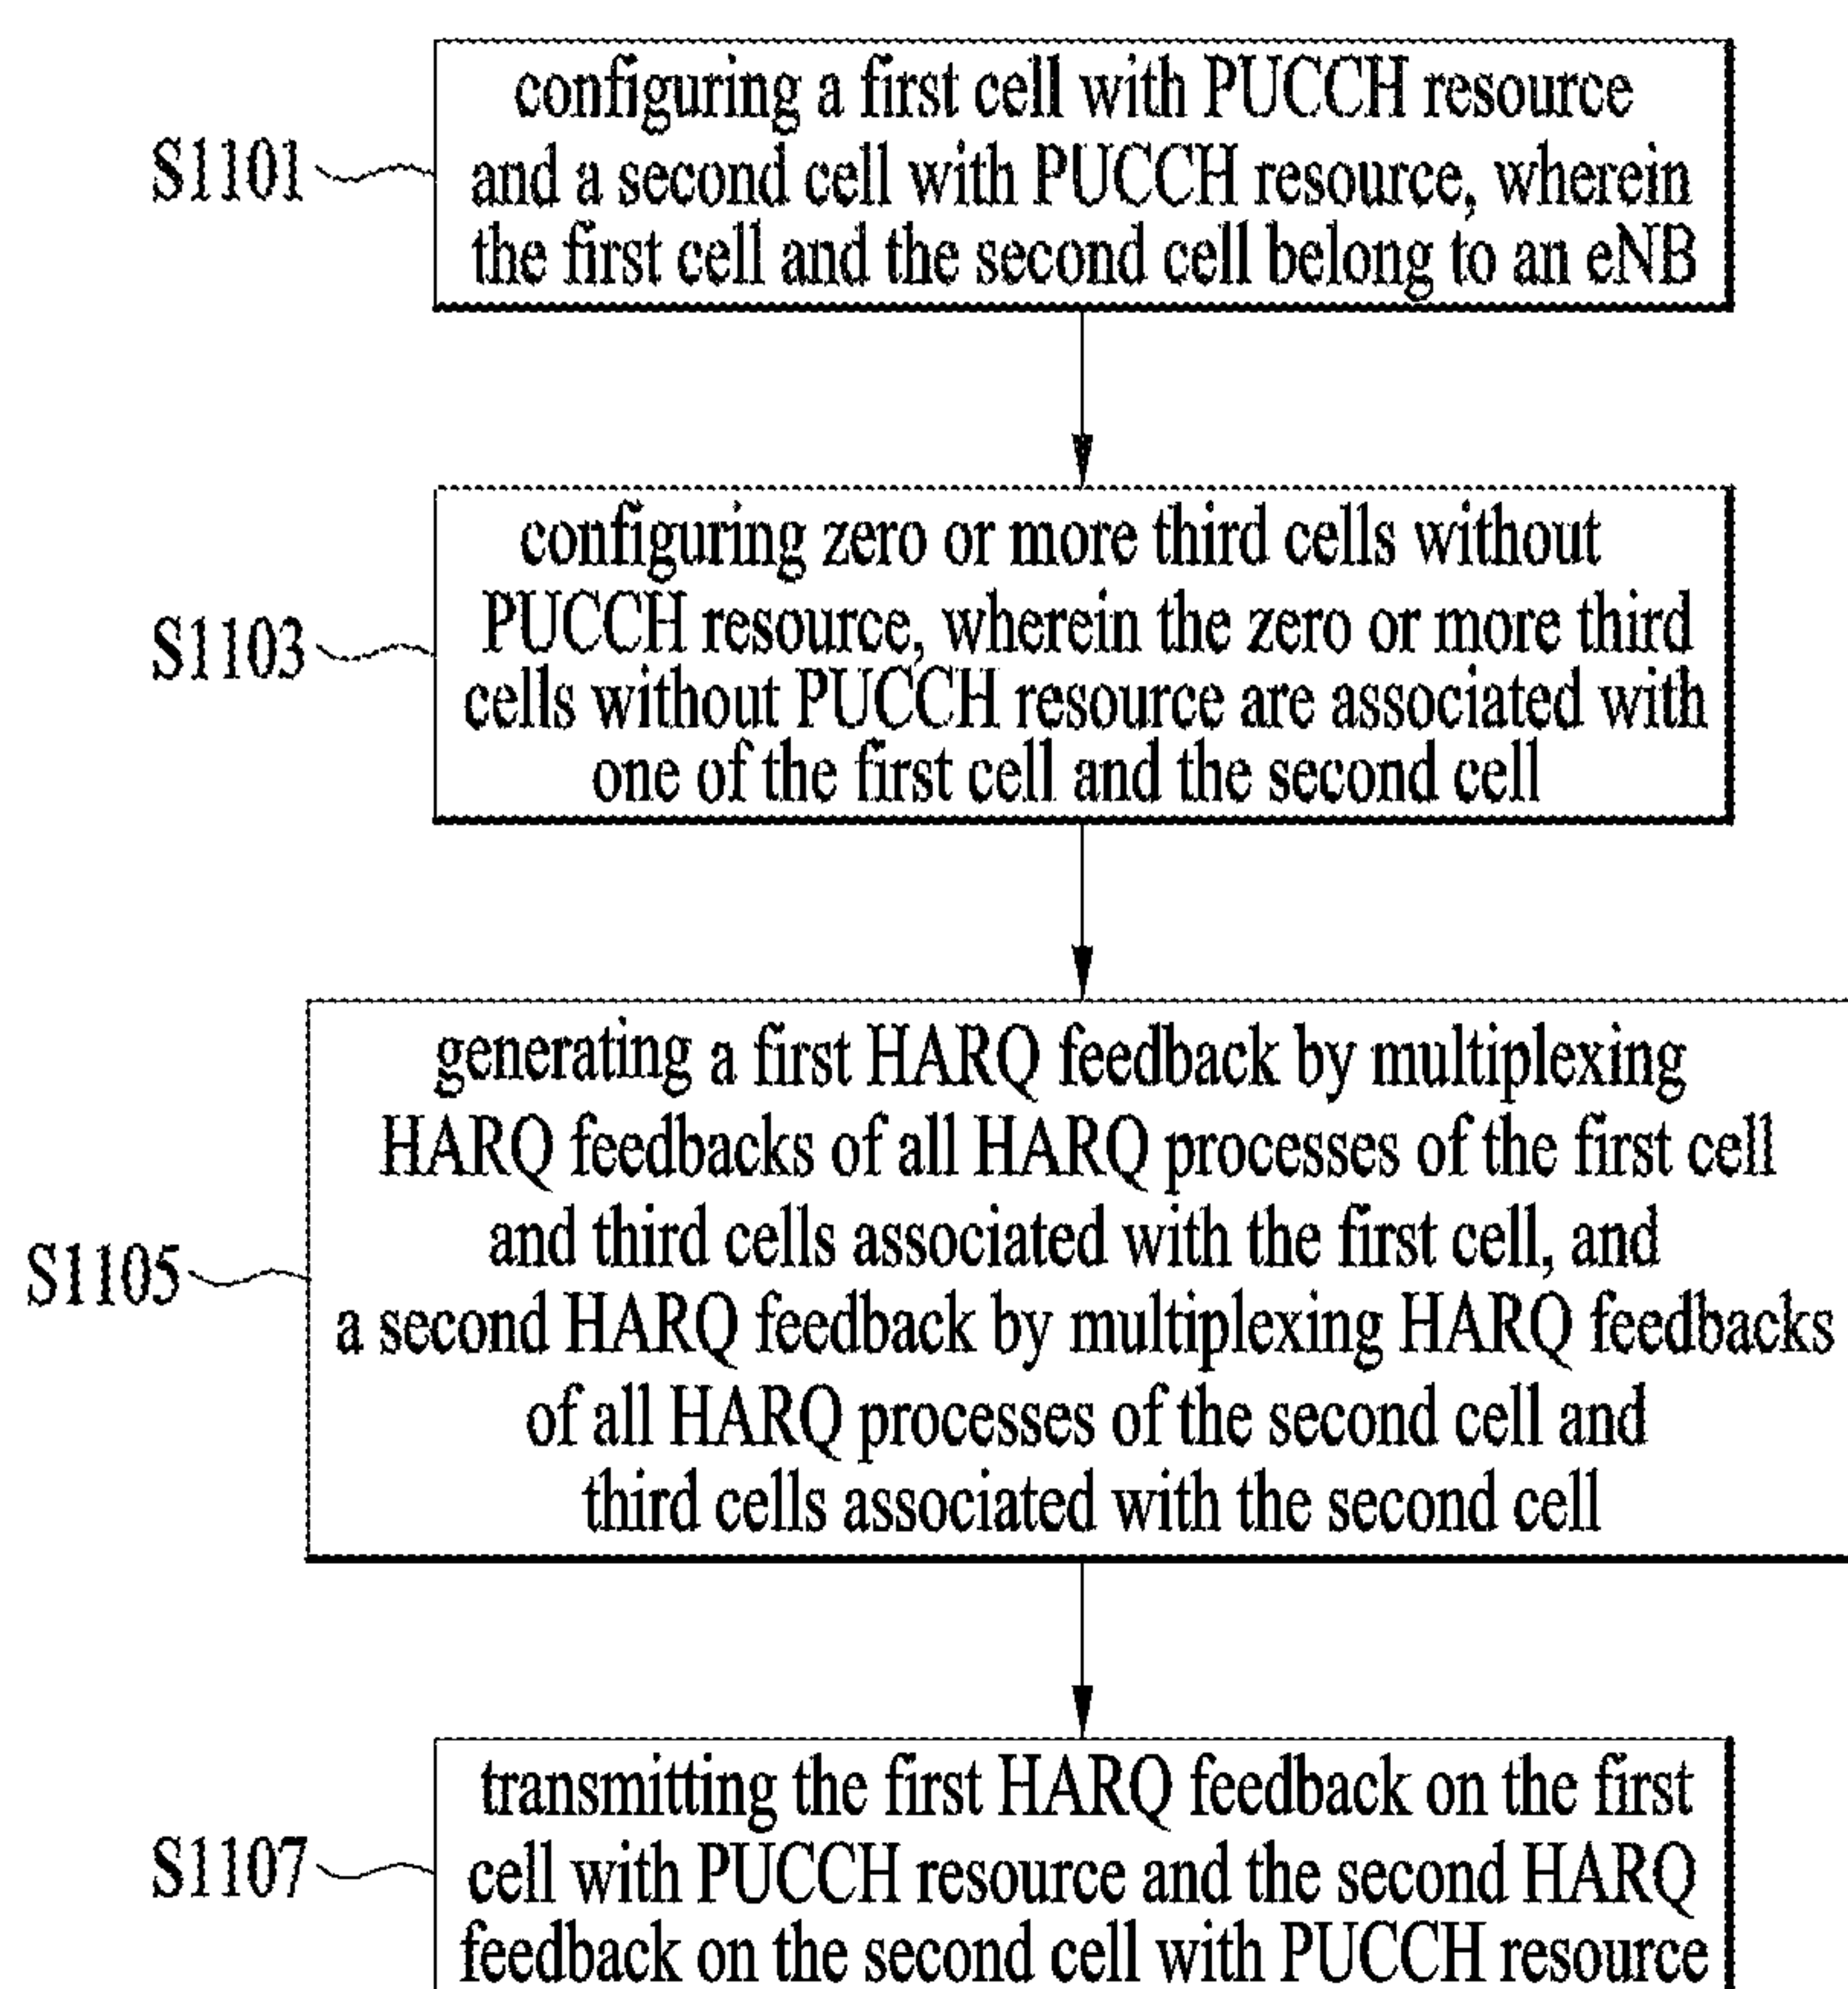 configuring a first cell with PUCCH resource
S1101
and a second cell with PUCCH resource, wherein
the first cell and the second cell belong to an eNB
configuring zero or more third cells without
S1103
PUCCH resource, wherein the zero or more third
cells without PUCCH resource are associated with
one of the first cell and the second cell
generating a first HARQ feedback by multiplexing
HARQ feedbacks of all HARQ processes of the first cell
and third cells associated with the first cell, and
S1105
a second HARQ feedback by multiplexing HARQ feedbacks
of all HARQ processes of the second cell and
third cells associated with the second cell
transmitting the first HARQ feedback on the first
S1107
cell with PUCCH resource and the second HARQ
feedback on the second cell with PUCCH resource